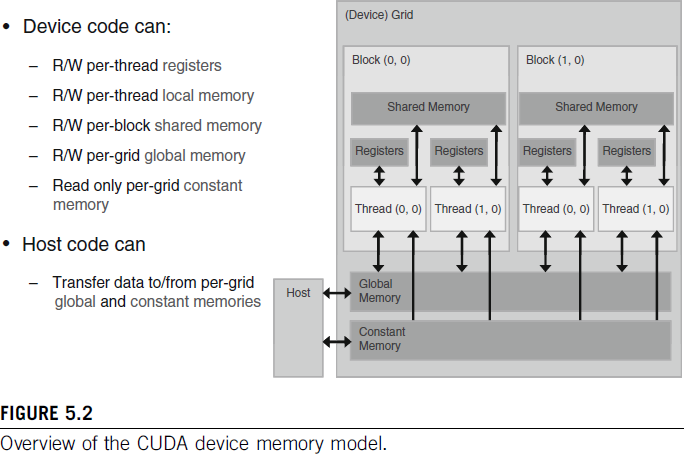 • Device code can:
– R/W per-thread registers
– R/W per-thread local memory
– R/W per-block shared memory
– R/W per-grid global memory
– Read only per-grid constant
memory
• Host code can
– Transfer data to/from per-grid
global and constant memories
(Device) Grid
Block (0, 0)
Block (1, 0)
Shared Memory
Shared Memory
Registers
Registers
Registers
Registers
Thread (0, 0)
Thread (1, 0)
Thread (0, 0)
Thread (1, 0)
Host
Global
Memory
Constant
Memory
FIGURE 5.2
Overview of the CUDA device memory model.